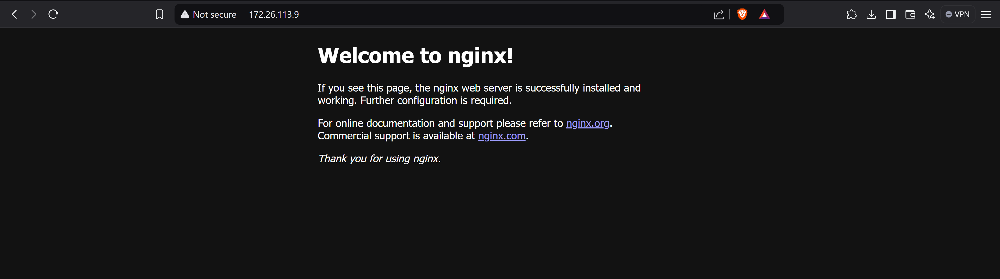 Not secure 172.26.113.9 VPN
Welcome to nginx!
If you see this page, the nginx web server is successfully installed and
working. Further configuration is required.
For online documentation and support please refer to nginx.org.
Commercial support is available at nginx.com.
Thank you for using nginx.